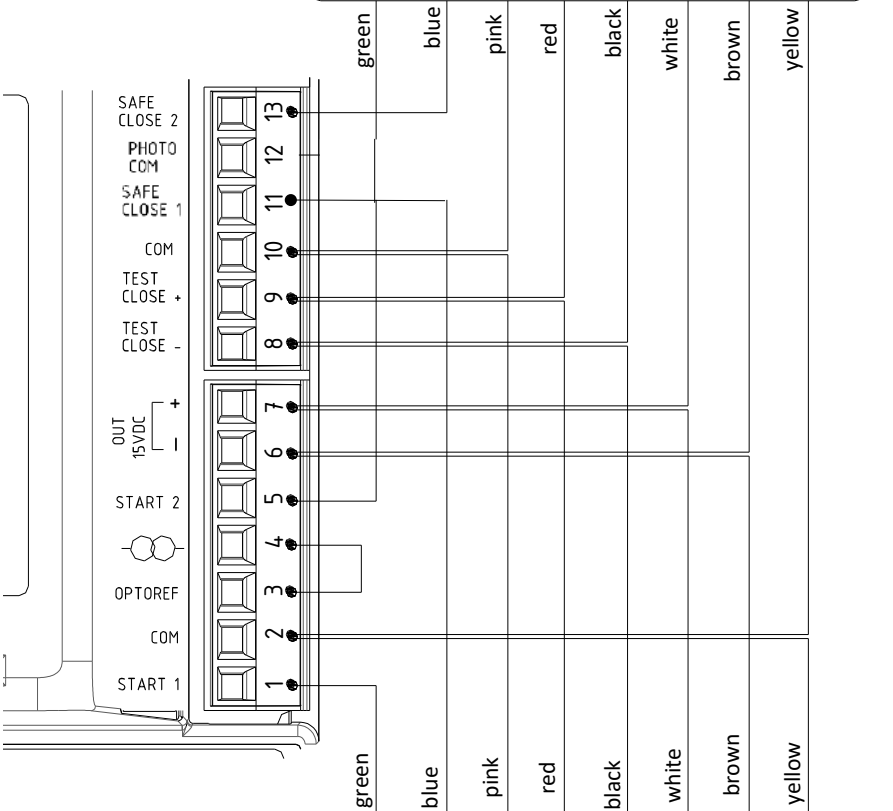 green
blue
pink
red
black
white
brown
yellow
SAFE
CLOSE 2
13
PHOTO
COM
12
SAFE
CLOSE 1
11
COM
10
TEST
CLOSE +
9
TEST
CLOSE -
8
OUT
15VDC
+
7
-
6
START 2
5
4
OPTOREF
3
COM
2
START 1
1
green
blue
pink
red
black
white
brown
yellow